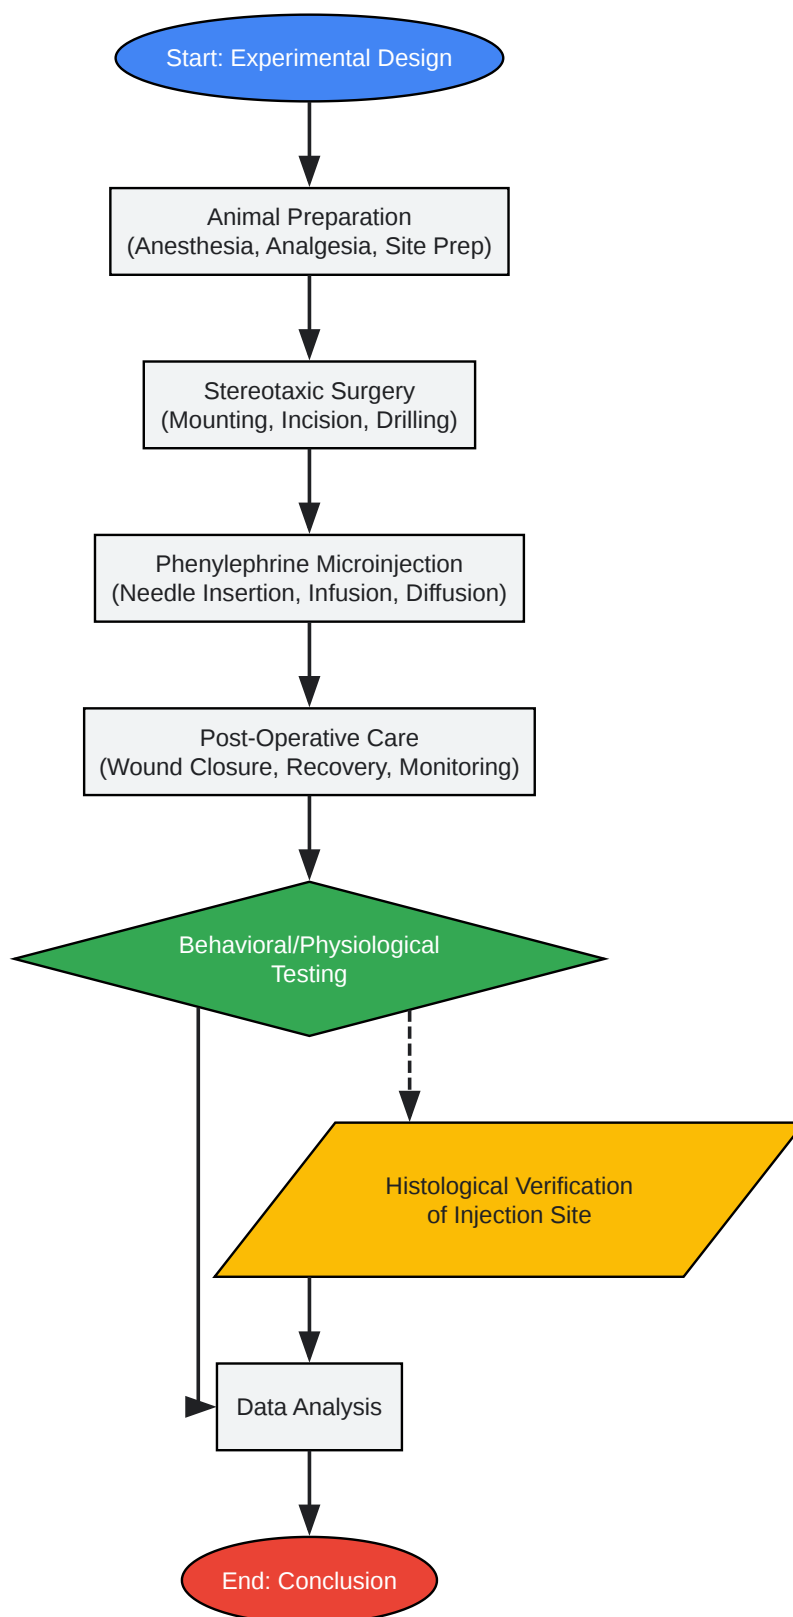 Start: Experimental Design
Animal Preparation
(Anesthesia, Analgesia, Site Prep)
Stereotaxic Surgery
(Mounting, Incision, Drilling)
Phenylephrine Microinjection
(Needle Insertion, Infusion, Diffusion)
Post-Operative Care
(Wound Closure, Recovery, Monitoring)
Behavioral/Physiological
Testing
Histological Verification
of Injection Site
Data Analysis
End: Conclusion